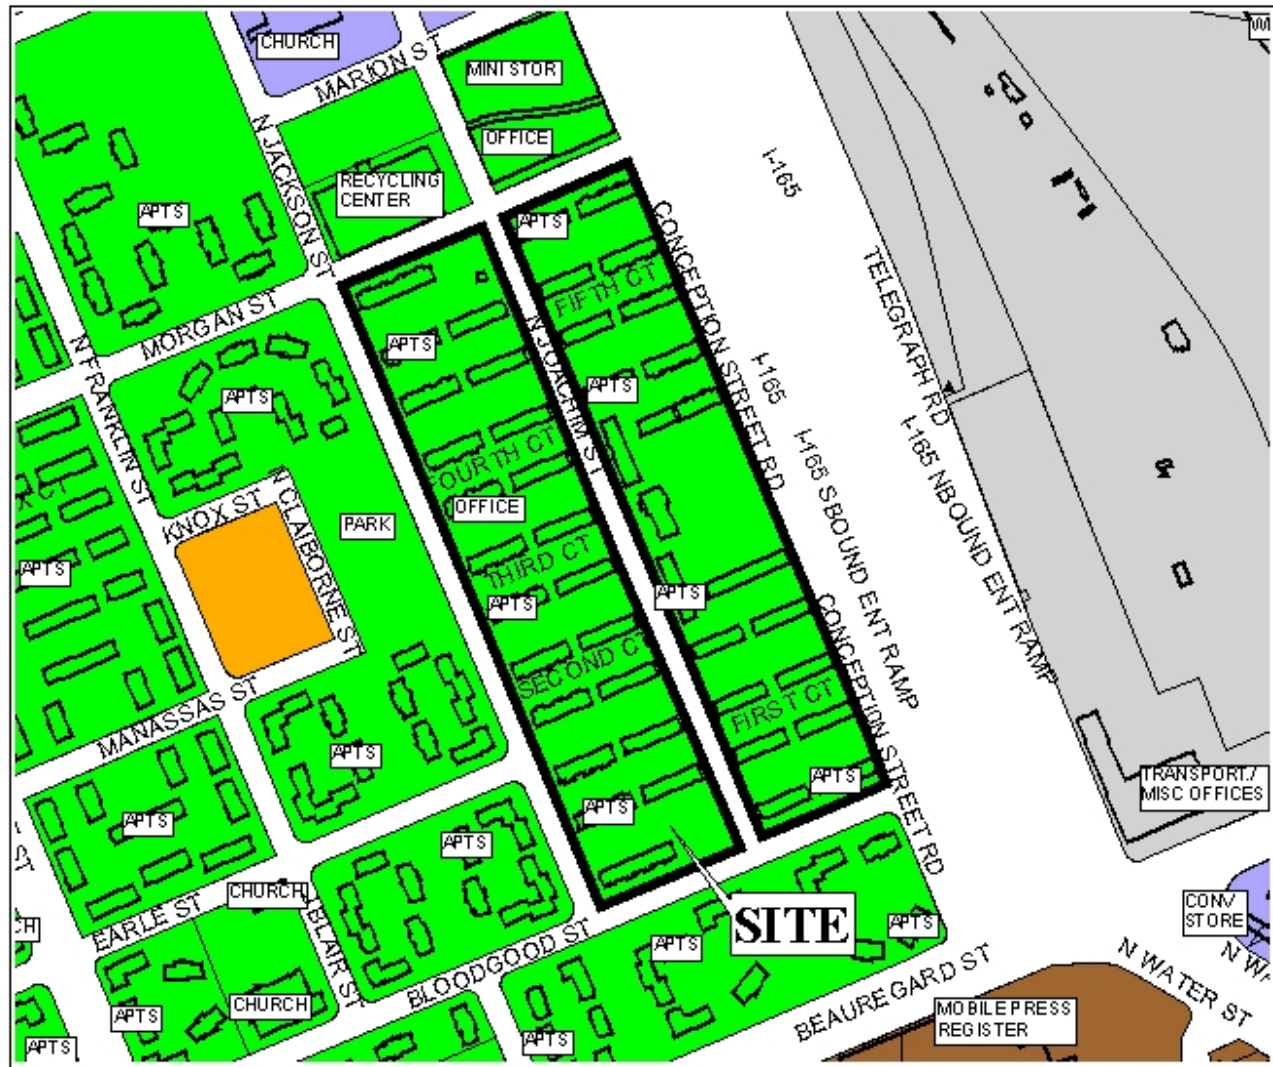 CHURCH
MARION ST
MINI STOR
OFFICE
N JACKSON ST
RECYCLING
CENTER
APTS
I-165
APTS
CONCEPTION STREET RD
TELEGRAPH RD
FIFTH CT
MORGAN ST
N FRANKLIN ST
APTS
N JOACHIM ST
I-165
APTS
APTS
FOURTH CT
I-165 SBOUND ENT RAMP
I-165 NBOUND ENT RAMP
KNOX ST
N CLAIBORNE ST
PARK
OFFICE
APTS
THIRD CT
APTS
APTS
CONCEPTION STREET RD
SECOND CT
FIRST CT
MANASSAS ST
APTS
APTS
TRANSPORT./
MISC OFFICES
APTS
APTS
APTS
CHURCH
N BLAIR ST
EARLE ST
SITE
APTS
APTS
CONV/
STORE
BLOODGOOD ST
BEAUREGARD ST
N WATER ST
N WA
APTS
CHURCH
MOBILE PRESS
REGISTER
APTS
APTS